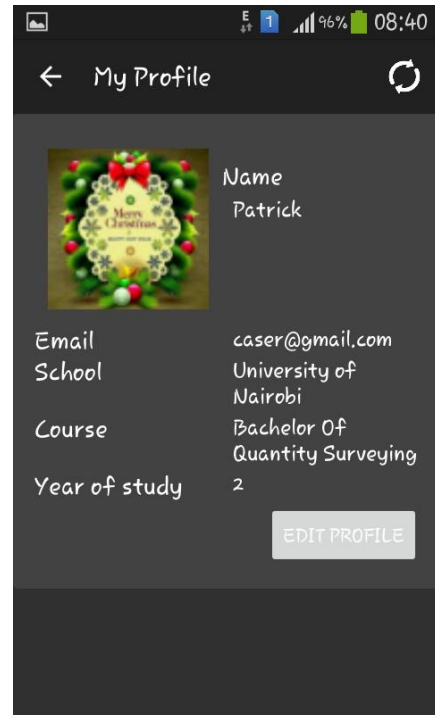 E 1 96% 08:40
My Profile
Merry
Christmas
Name
Patrick
Email caser@gmail.com
School University of
Nairobi
Course Bachelor Of
Quantity Surveying
Year of study 2
EDIT PROFILE